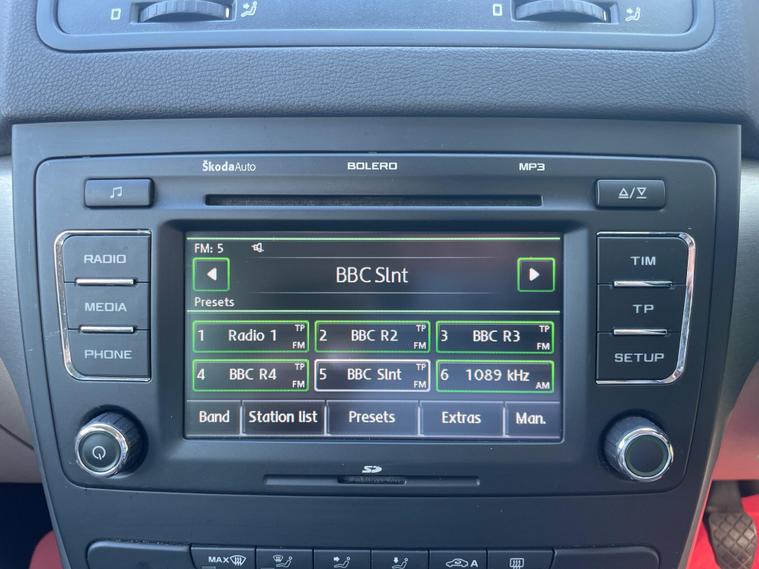 ŠkodaAuto BOLERO MP3
RADIO
MEDIA
PHONE
FM: 5
BBC Slnt
Presets
1 Radio 1 TP FM
2 BBC R2 TP FM
3 BBC R3 TP FM
4 BBC R4 TP FM
5 BBC Slnt TP FM
6 1089 kHz AM
Band Station list Presets Extras Man.
TIM
TP
SETUP
SD
MAX
A